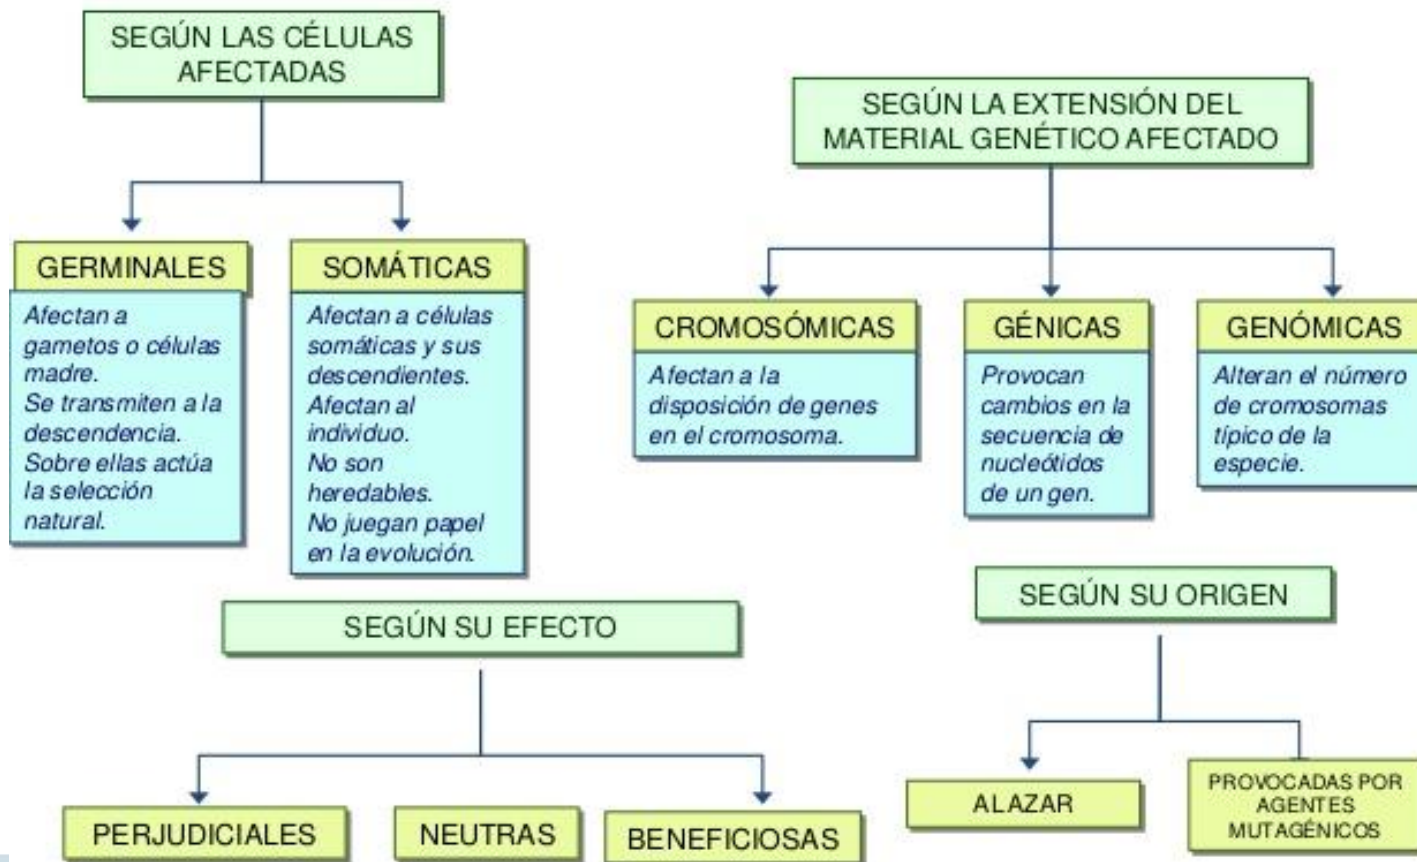 SEGÚN LAS CÉLULAS
AFECTADAS
GERMINALES
Afectan a
gametos o células
madre.
Se transmiten a la
descendencia.
Sobre ellas actúa
la selección
natural.
SOMÁTICAS
Afectan a células
somáticas y sus
descendientes.
Afectan al
individuo.
No son
heredables.
No juegan papel
en la evolución.
SEGÚN LA EXTENSIÓN DEL
MATERIAL GENÉTICO AFECTADO
CROMOSÓMICAS
Afectan a la
disposición de genes
en el cromosoma.
GÉNICAS
Provocan
cambios en la
secuencia de
nucleótidos
de un gen.
GENÓMICAS
Alteran el número
de cromosomas
típico de la
especie.
SEGÚN SU EFECTO
PERJUDICIALES
NEUTRAS
BENEFICIOSAS
SEGÚN SU ORIGEN
AL AZAR
PROVOCADAS POR
AGENTES
MUTAGÉNICOS